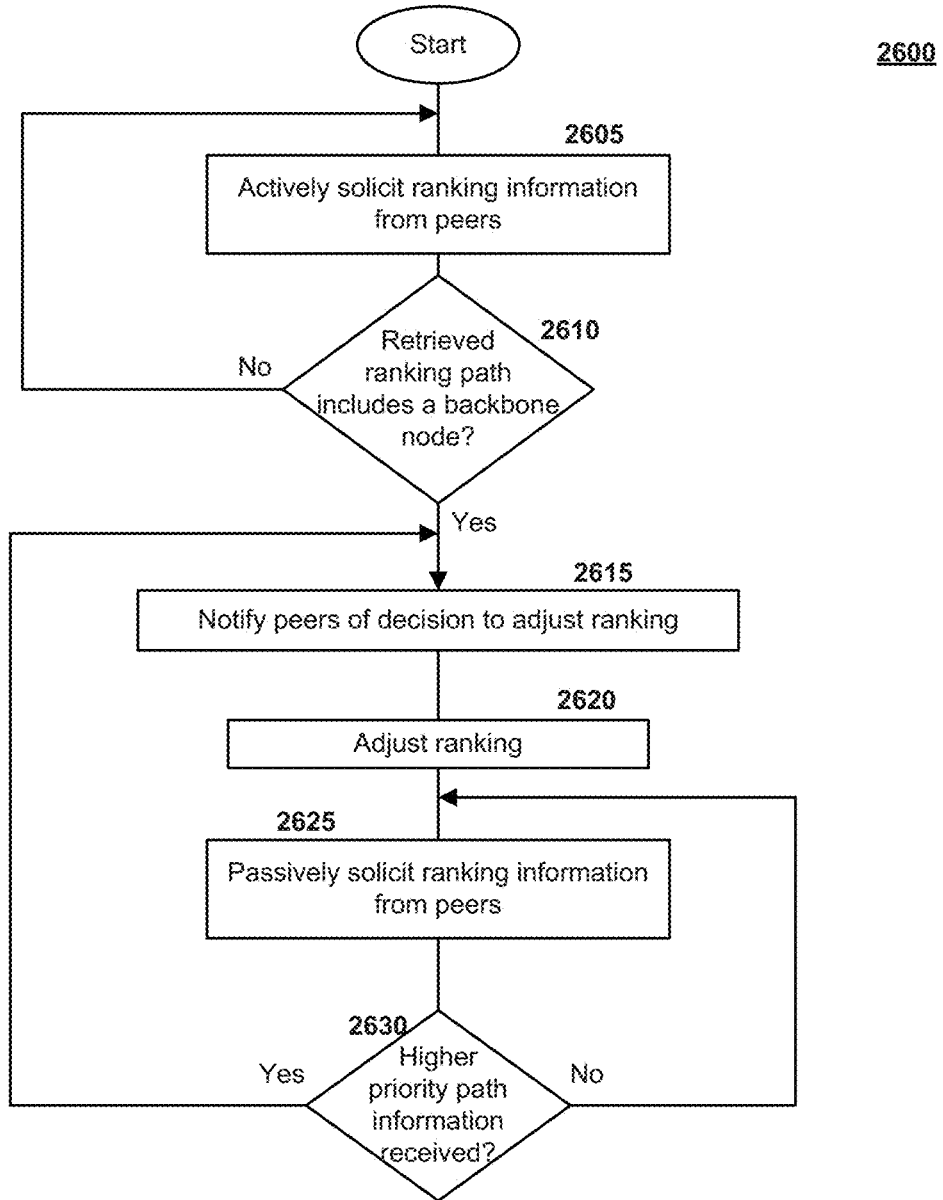 Start
2600
2605
Actively solicit ranking information
from peers
2610
Retrieved
ranking path
includes a backbone
node?
No
Yes
2615
Notify peers of decision to adjust ranking
2620
Adjust ranking
2625
Passively solicit ranking information
from peers
2630
Higher
priority path
information
received?
Yes
No